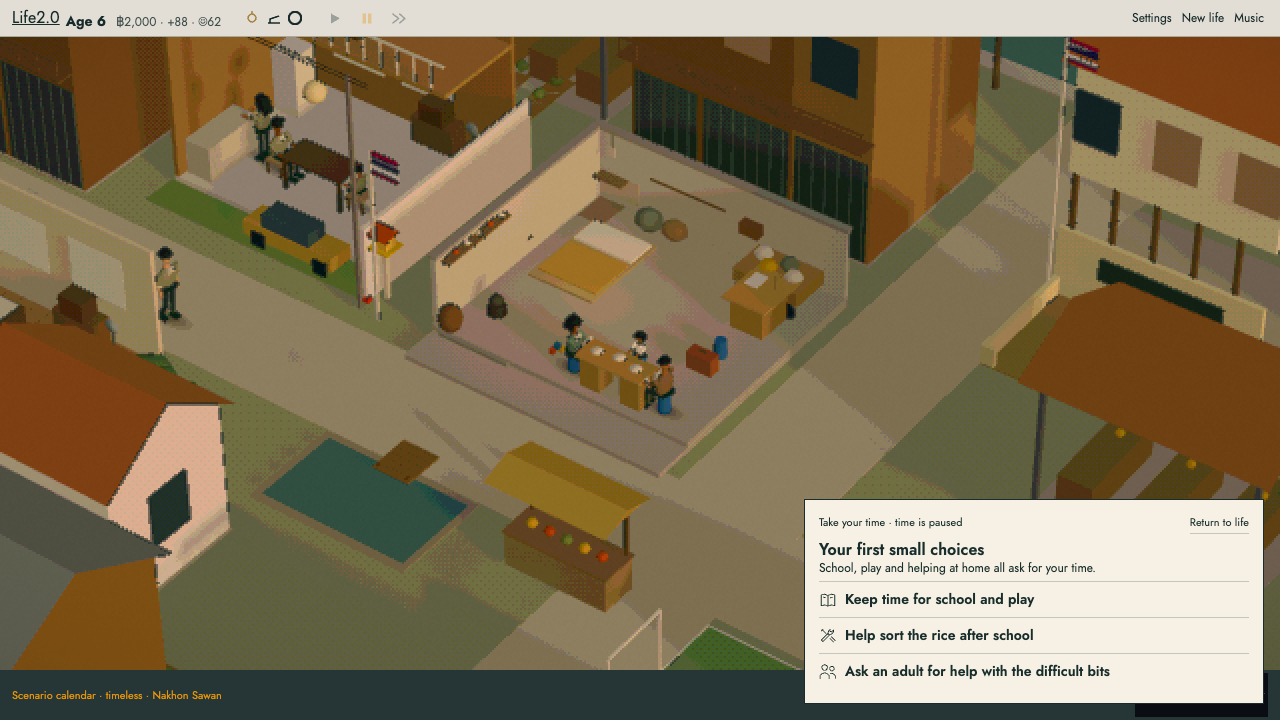 Life2.0 Age 6 ฿2,000 · +88 · ◎62
Settings New life Music
Take your time · time is paused
Return to life
Your first small choices
School, play and helping at home all ask for your time.
Keep time for school and play
Help sort the rice after school
Ask an adult for help with the difficult bits
Scenario calendar · timeless · Nakhon Sawan